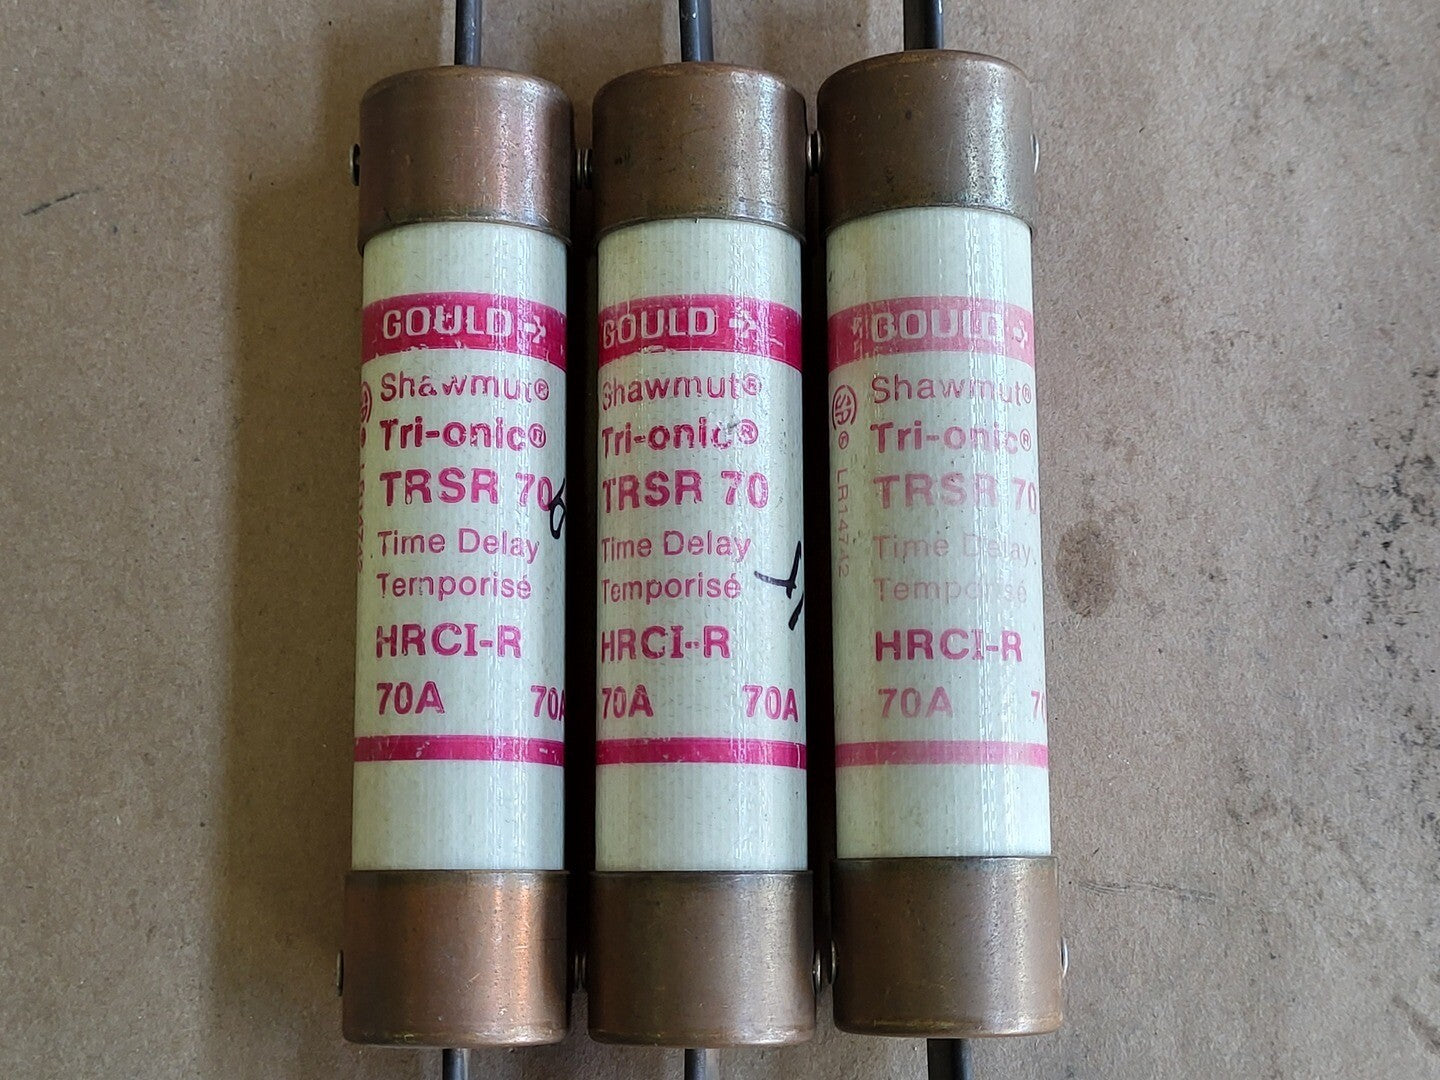 GOULD
Shawmut®
Tri-onic®
TRSR 70
Time Delay
Temporisé
HRCI-R
70A 70A
GOULD
Shawmut®
Tri-onic®
TRSR 70
Time Delay
Temporisé
HRCI-R
70A 70A
GOULD
Shawmut®
Tri-onic®
TRSR 70
Time Delay
Temporisé
HRCI-R
70A
SA ®
LR14742